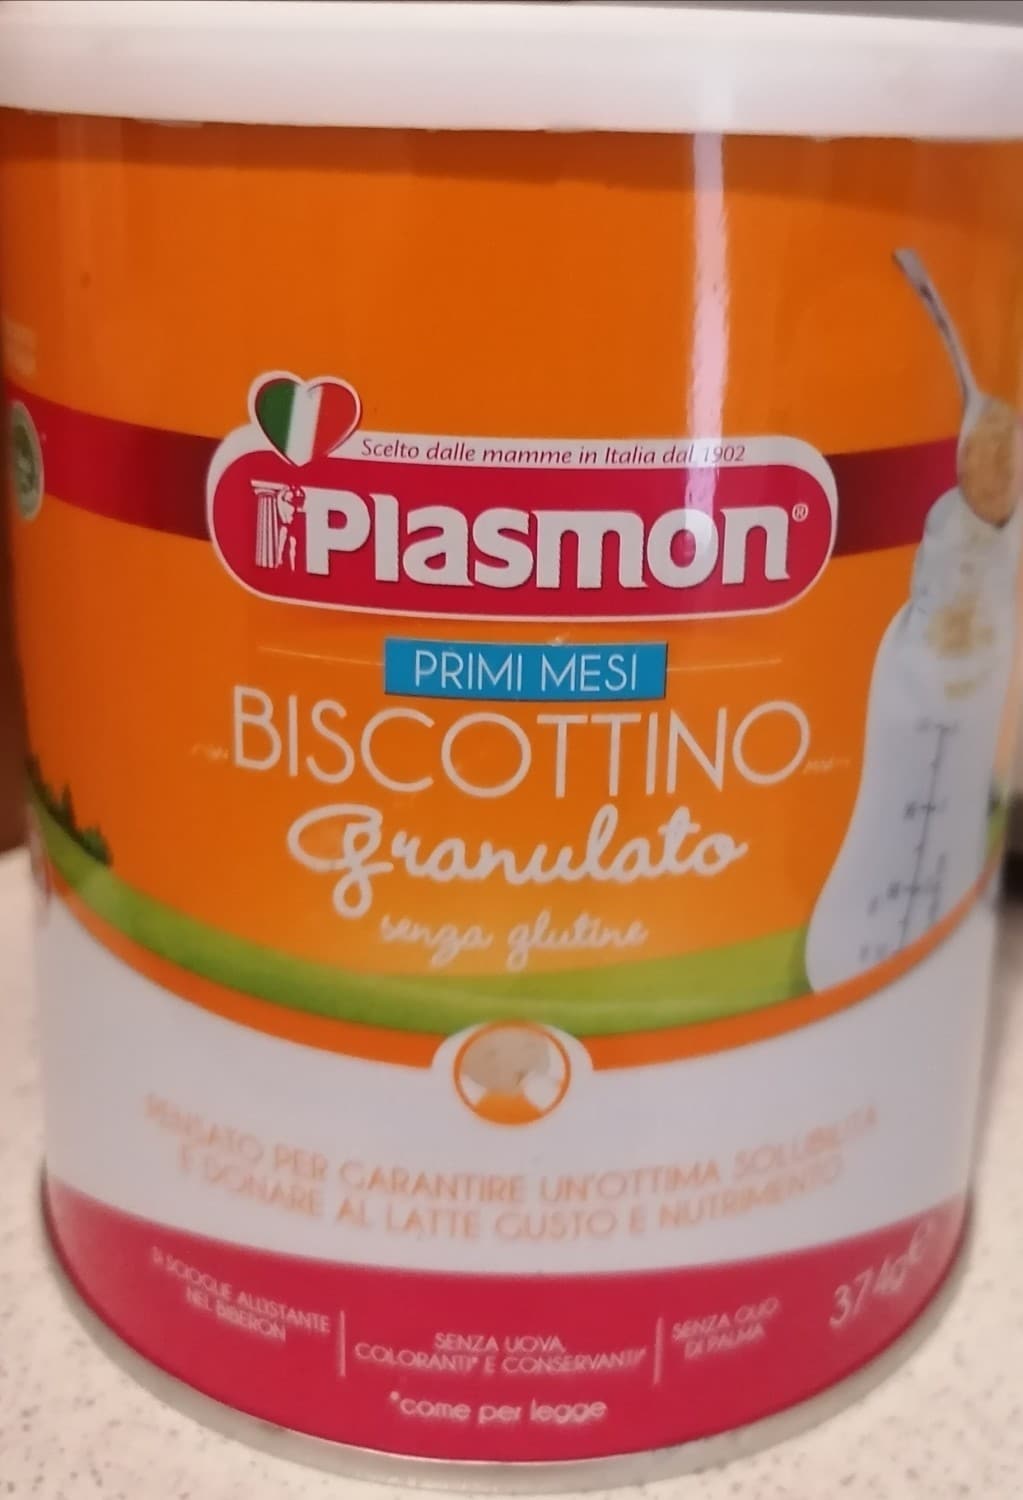 Scelto dalle mamme in Italia dal 1902
Plasmon®
PRIMI MESI
BISCOTTINO
Granulato
senza glutine
PENSATO PER GARANTIRE UN'OTTIMA SOLUBILITÀ
E DONARE AL LATTE GUSTO E NUTRIMENTO
SI SCIOGLIE ALL'ISTANTE
NEL BIBERON
SENZA UOVA,
COLORANTI* E CONSERVANTI*
SENZA OLIO
DI PALMA
374g℮
*come per legge